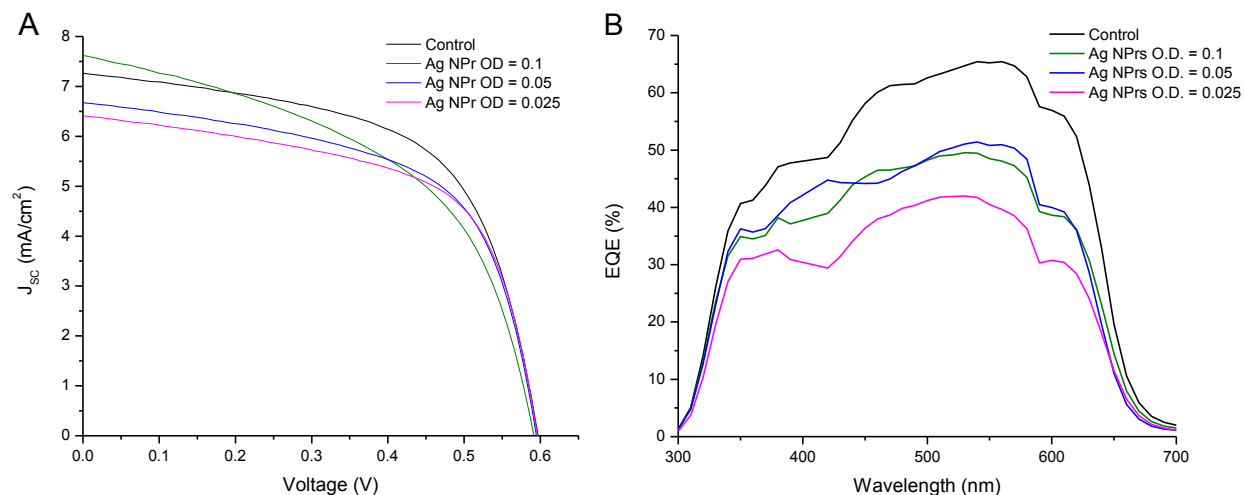 A
8
7
6
5
4
3
2
1
0
J_SC (mA/cm²)
0.0 0.1 0.2 0.3 0.4 0.5 0.6
Voltage (V)
Control
Ag NPr OD = 0.1
Ag NPr OD = 0.05
Ag NPr OD = 0.025
B
70
60
50
40
30
20
10
0
EQE (%)
300 400 500 600 700
Wavelength (nm)
Control
Ag NPrs O.D. = 0.1
Ag NPrs O.D. = 0.05
Ag NPrs O.D. = 0.025